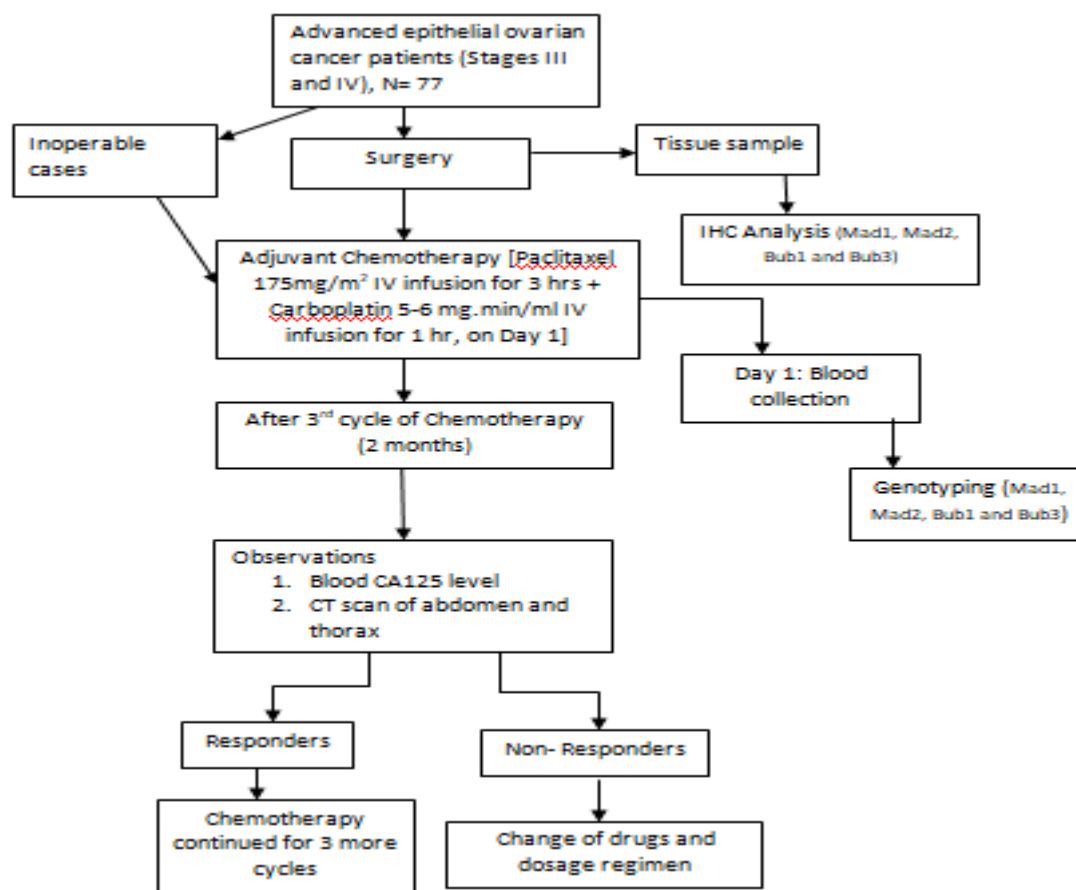 Advanced epithelial ovarian
cancer patients (Stages III
and IV), N= 77
Inoperable
cases
Surgery
Tissue sample
IHC Analysis (Mad1, Mad2,
Bub1 and Bub3)
Adjuvant Chemotherapy [Paclitaxel
175mg/m² IV infusion for 3 hrs +
Carboplatin 5-6 mg.min/ml IV
infusion for 1 hr, on Day 1]
Day 1: Blood
collection
After 3rd cycle of Chemotherapy
(2 months)
Genotyping (Mad1,
Mad2, Bub1 and Bub3)
Observations
1. Blood CA125 level
2. CT scan of abdomen and
thorax
Responders
Non- Responders
Chemotherapy
continued for 3 more
cycles
Change of drugs and
dosage regimen